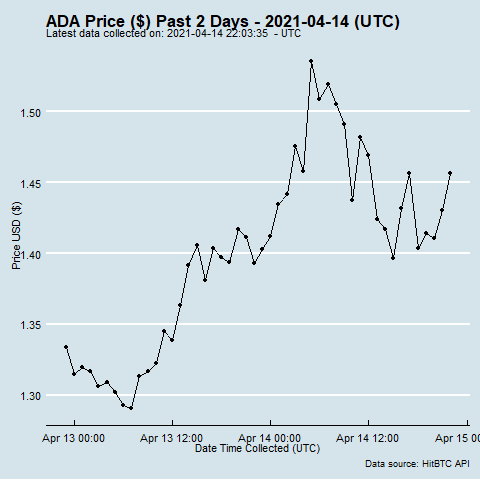 ADA Price ($) Past 2 Days - 2021-04-14 (UTC)
Latest data collected on: 2021-04-14 22:03:35 - UTC
Price USD ($)
1.50
1.45
1.40
1.35
1.30
Apr 13 00:00 Apr 13 12:00 Apr 14 00:00 Apr 14 12:00 Apr 15 00
Date Time Collected (UTC)
Data source: HitBTC API